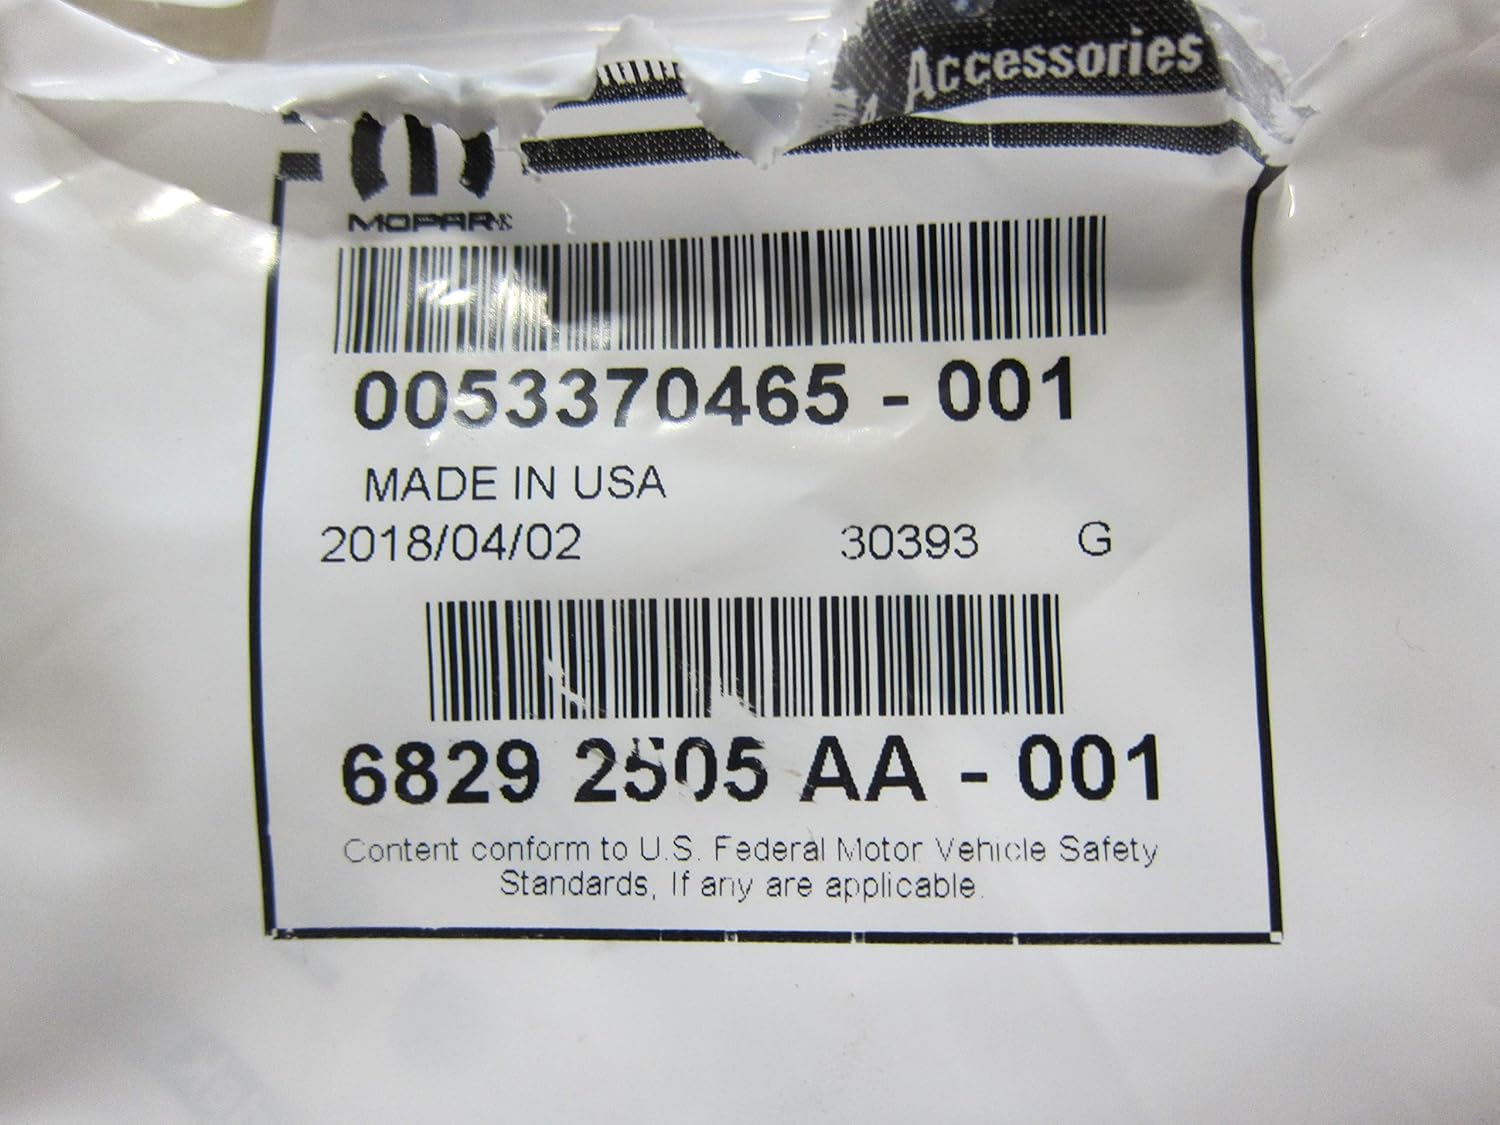 Accessories
MOPAR®
0053370465 - 001
MADE IN USA
2018/04/02 30393 G
6829 2505 AA - 001
Content conform to U.S. Federal Motor Vehicle Safety
Standards, If any are applicable.